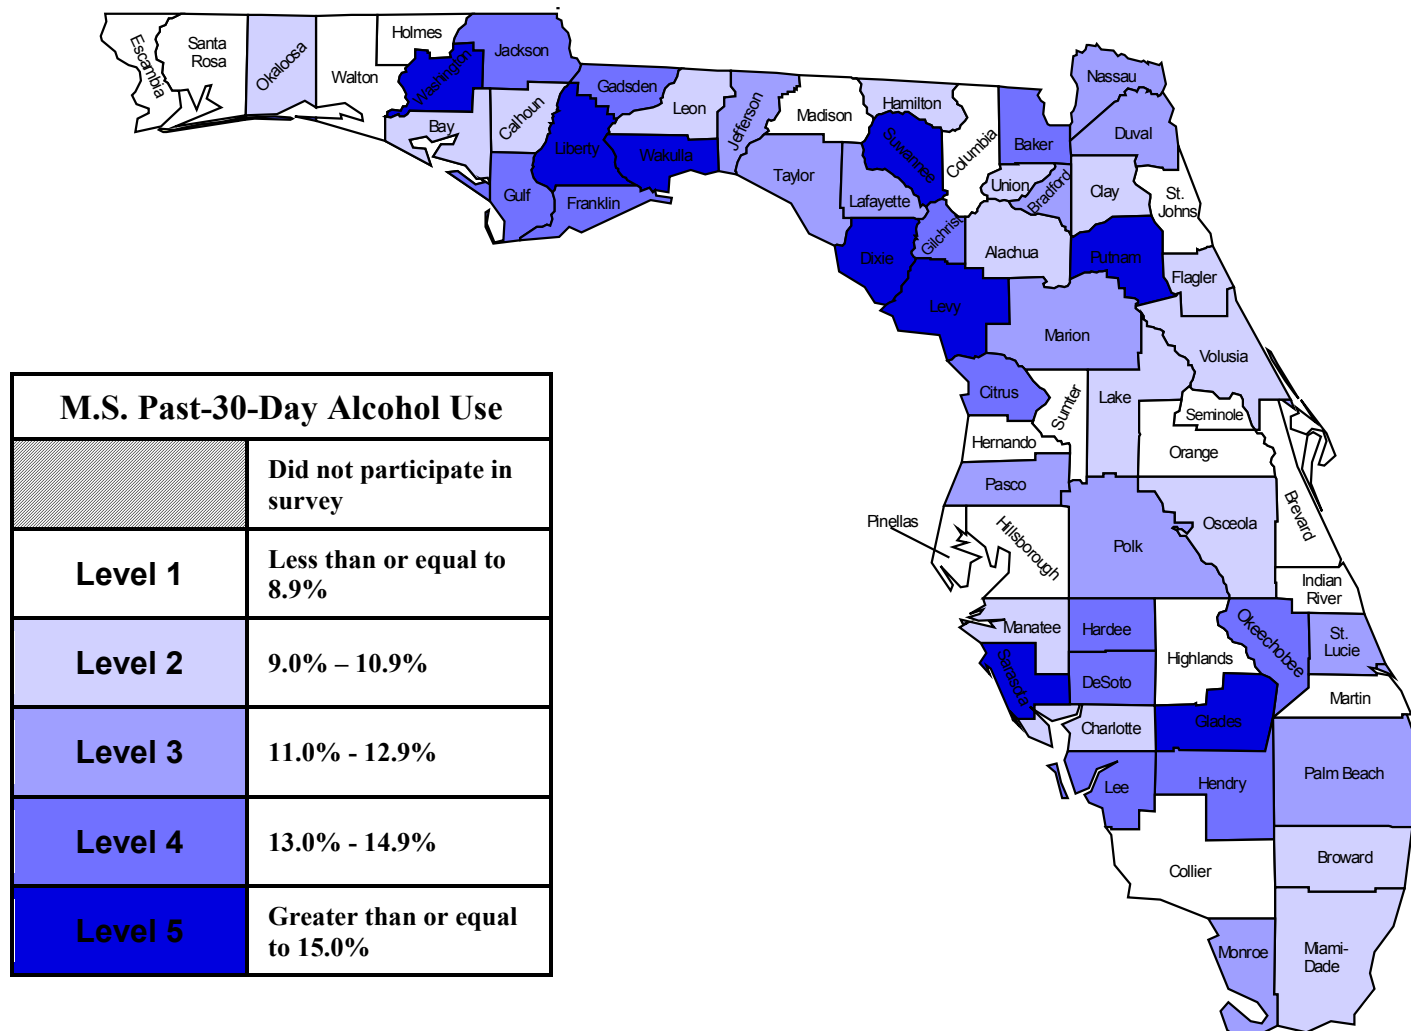 Escambia
Santa
Rosa
Okaloosa
Walton
Holmes
Washington
Jackson
Bay
Calhoun
Gulf
Liberty
Gadsden
Franklin
Leon
Wakulla
Jefferson
Madison
Taylor
Hamilton
Suwannee
Lafayette
Dixie
Columbia
Gilchrist
Levy
Baker
Union
Bradford
Alachua
Nassau
Duval
Clay
St.
Johns
Putnam
Flagler
Marion
Volusia
Citrus
Sumter
Lake
Seminole
Orange
Hernando
Pasco
Pinellas
Hillsborough
Polk
Osceola
Brevard
Indian
River
Manatee
Hardee
Highlands
Okeechobee
St.
Lucie
Sarasota
DeSoto
Martin
Charlotte
Glades
Lee
Hendry
Palm Beach
Collier
Broward
Monroe
Miami-
Dade
M.S. Past-30-Day Alcohol Use
Did not participate in
survey
Level 1
Less than or equal to
8.9%
Level 2
9.0% – 10.9%
Level 3
11.0% - 12.9%
Level 4
13.0% - 14.9%
Level 5
Greater than or equal
to 15.0%